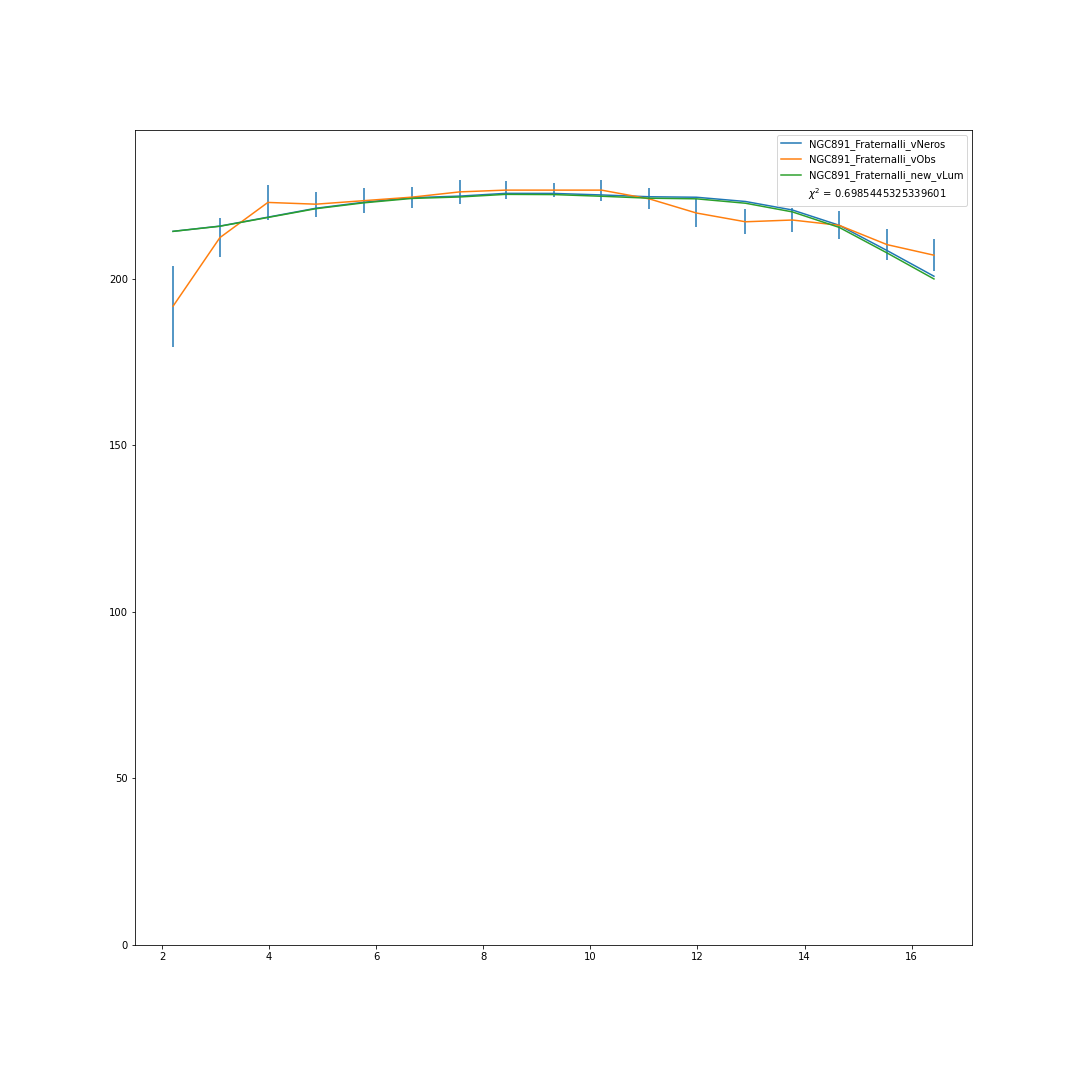 NGC891_Fraternalli_vNeros
NGC891_Fraternalli_vObs
NGC891_Fraternalli_new_vLum
χ² = 0.6985445325339601
200
150
100
50
0
2 4 6 8 10 12 14 16